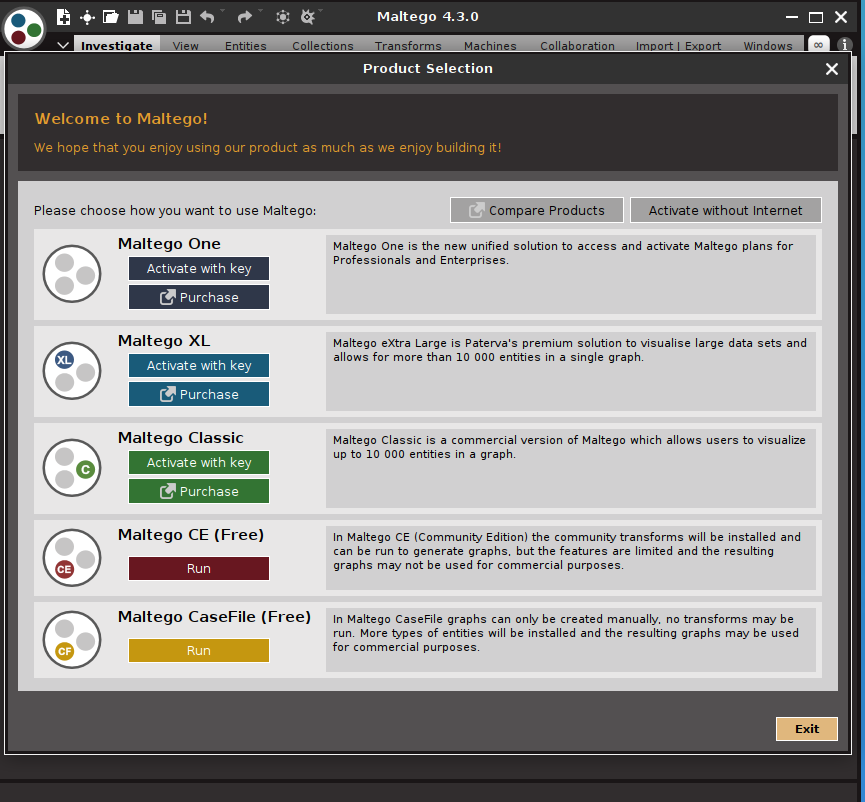 Maltego 4.3.0
Investigate View Entities Collections Transforms Machines Collaboration Import | Export Windows
Product Selection
Welcome to Maltego!
We hope that you enjoy using our product as much as we enjoy building it!
Please choose how you want to use Maltego:
Compare Products
Activate without Internet
Maltego One
Activate with key
Purchase
Maltego One is the new unified solution to access and activate Maltego plans for
Professionals and Enterprises.
XL
Maltego XL
Activate with key
Purchase
Maltego eXtra Large is Paterva's premium solution to visualise large data sets and
allows for more than 10 000 entities in a single graph.
C
Maltego Classic
Activate with key
Purchase
Maltego Classic is a commercial version of Maltego which allows users to visualize
up to 10 000 entities in a graph.
CE
Maltego CE (Free)
Run
In Maltego CE (Community Edition) the community transforms will be installed and
can be run to generate graphs, but the features are limited and the resulting
graphs may not be used for commercial purposes.
CF
Maltego CaseFile (Free)
Run
In Maltego CaseFile graphs can only be created manually, no transforms may be
run. More types of entities will be installed and the resulting graphs may be used
for commercial purposes.
Exit